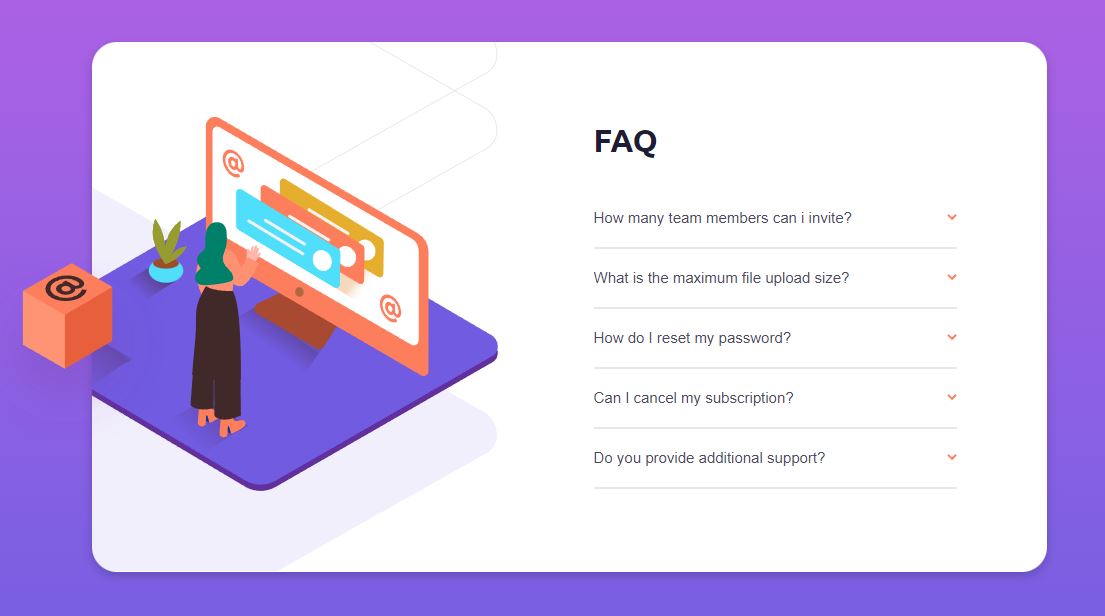 @
@
@
FAQ
How many team members can i invite?
What is the maximum file upload size?
How do I reset my password?
Can I cancel my subscription?
Do you provide additional support?